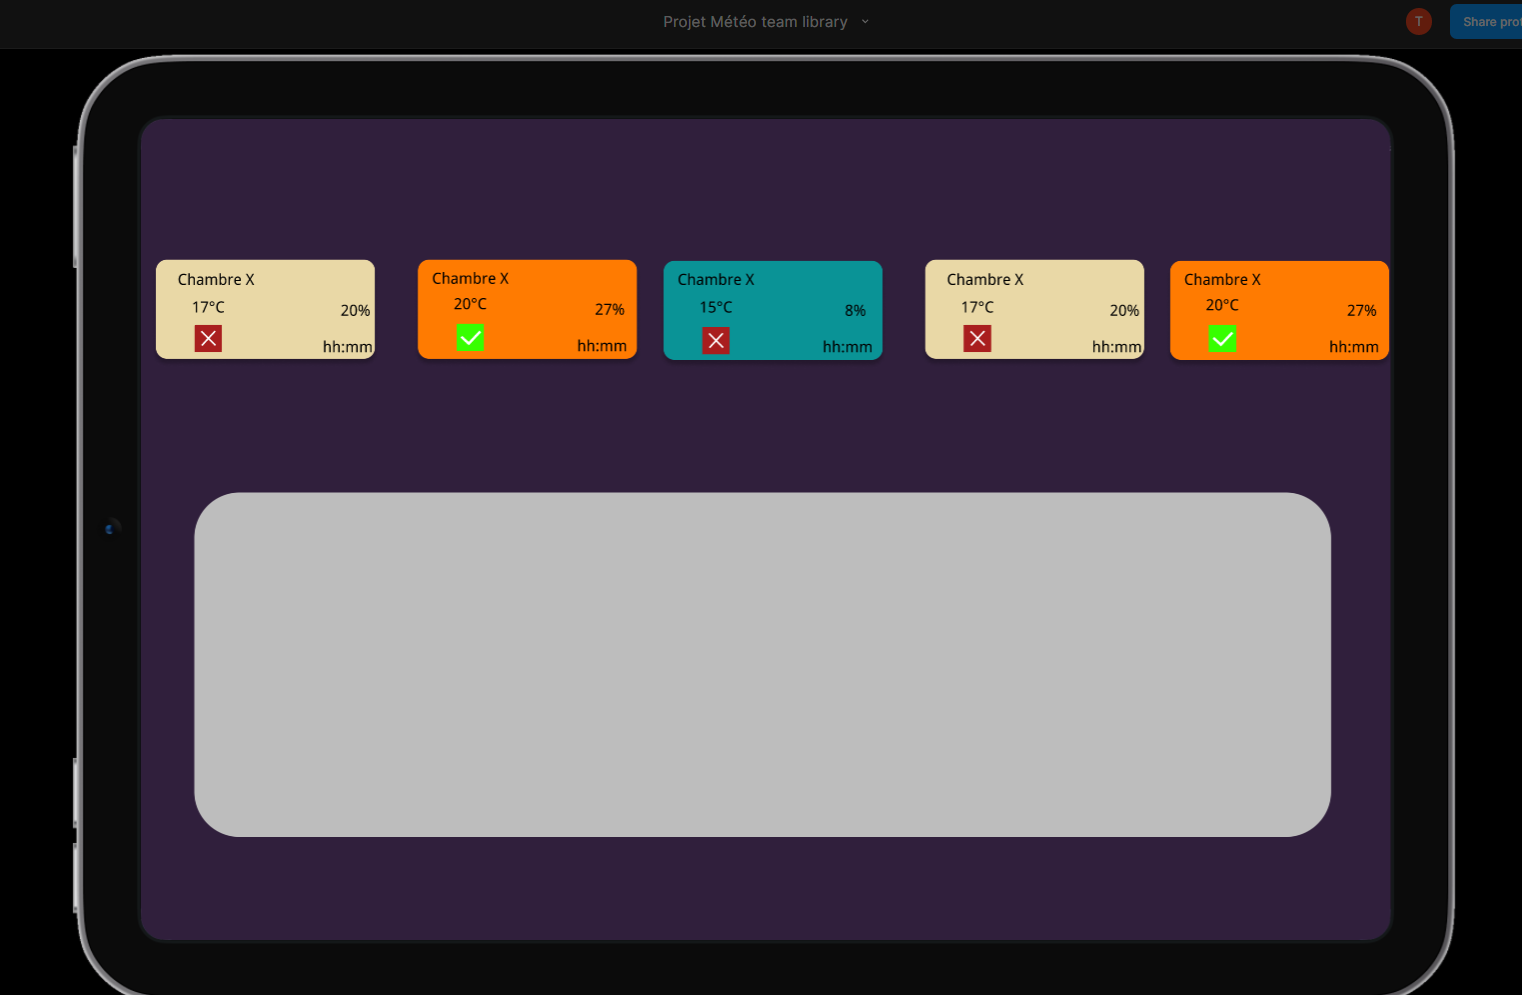 Projet Météo team library
T
Share prot
Chambre X
17°C
20%
hh:mm
Chambre X
20°C
27%
hh:mm
Chambre X
15°C
8%
hh:mm
Chambre X
17°C
20%
hh:mm
Chambre X
20°C
27%
hh:mm